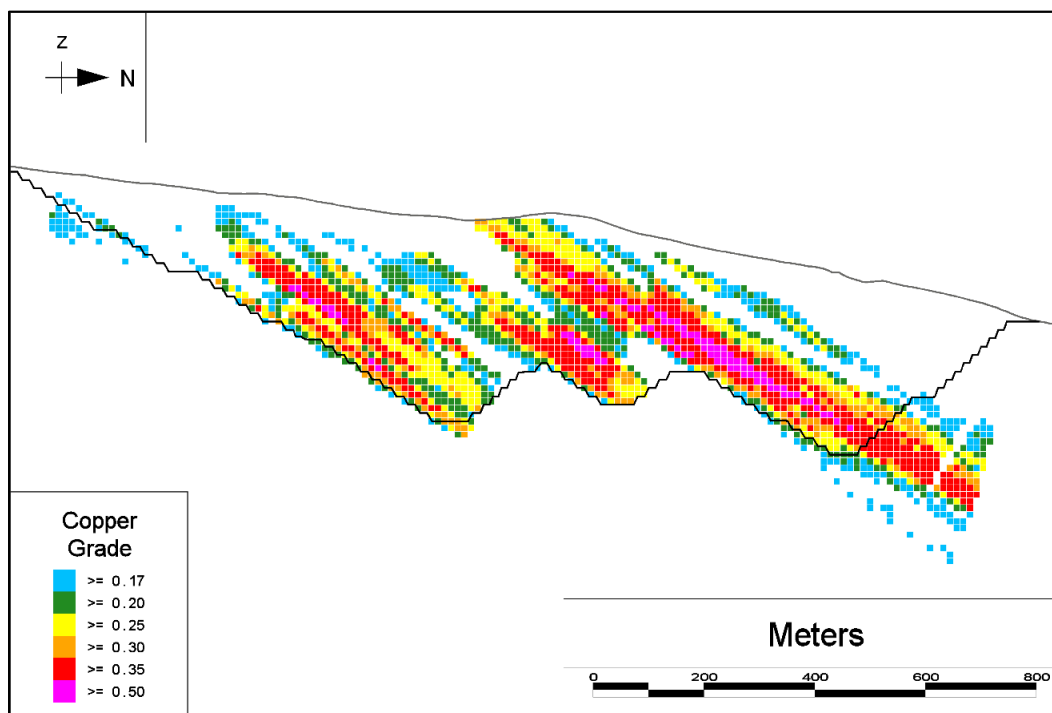 Z
N
Copper
Grade
>= 0.17
>= 0.20
>= 0.25
>= 0.30
>= 0.35
>= 0.50
Meters
0 200 400 600 800